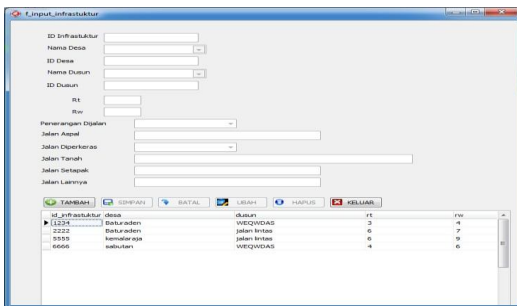 f_input_infrastuktur
ID Infrastuktur
Nama Desa
ID Desa
Nama Dusun
ID Dusun
Rt
Rw
Penerangan Dijalan
Jalan Aspal
Jalan Diperkeras
Jalan Tanah
Jalan Setapak
Jalan Lainnya
TAMBAH SIMPAN BATAL UBAH HAPUS KELUAR
id_infrastuktur desa dusun rt rw
1234 Baturaden WEQWDAS 3 4
2222 Baturaden jalan lintas 6 7
5555 kemalaraja jalan lintas 6 9
6666 sabutan WEQWDAS 4 6